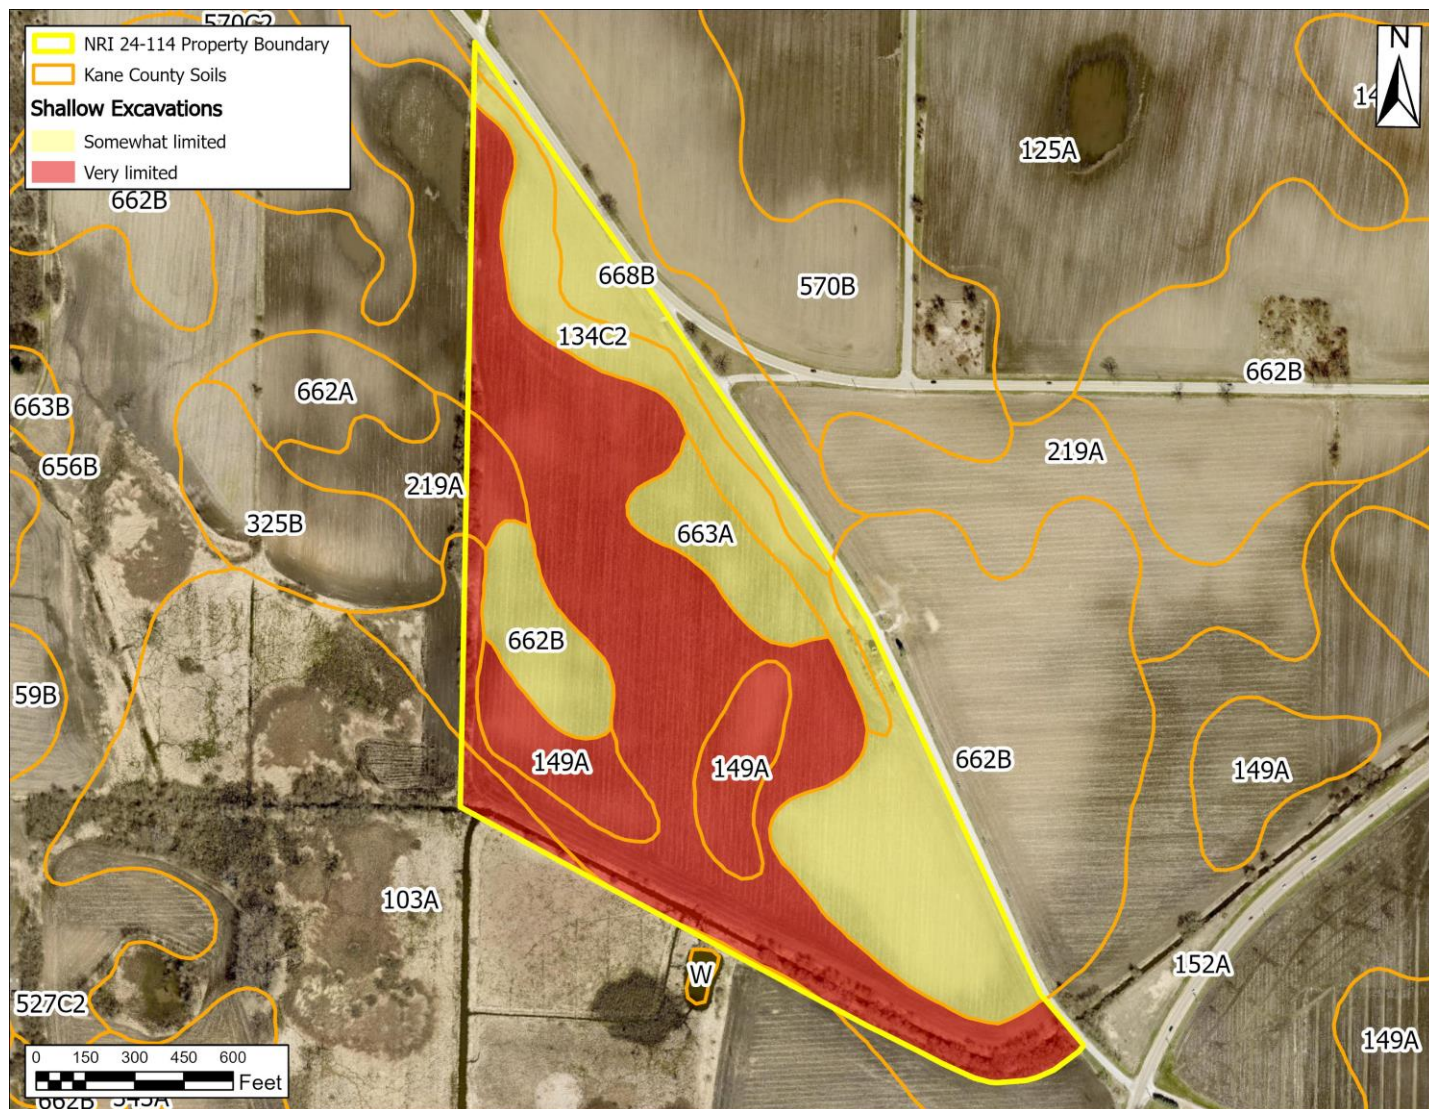 570C2
NRI 24-114 Property Boundary
Kane County Soils
Shallow Excavations
Somewhat limited
Very limited
N
125A
662B
668B
570B
134C2
662B
662A
663B
219A
656B
219A
325B
663A
662B
59B
149A
149A
662B
149A
103A
152A
W
527C2
149A
0 150 300 450 600
Feet
662B